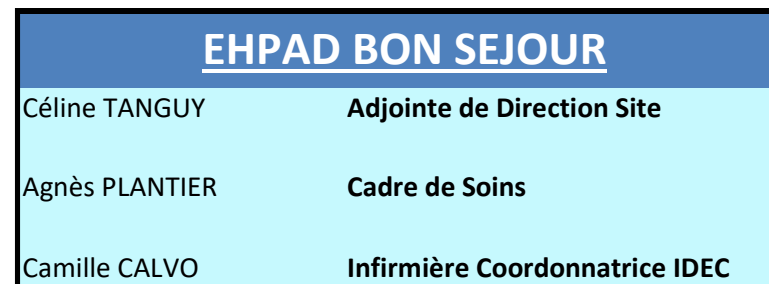 EHPAD BON SEJOUR
Céline TANGUY Adjointe de Direction Site
Agnès PLANTIER Cadre de Soins
Camille CALVO Infirmière Coordonnatrice IDEC